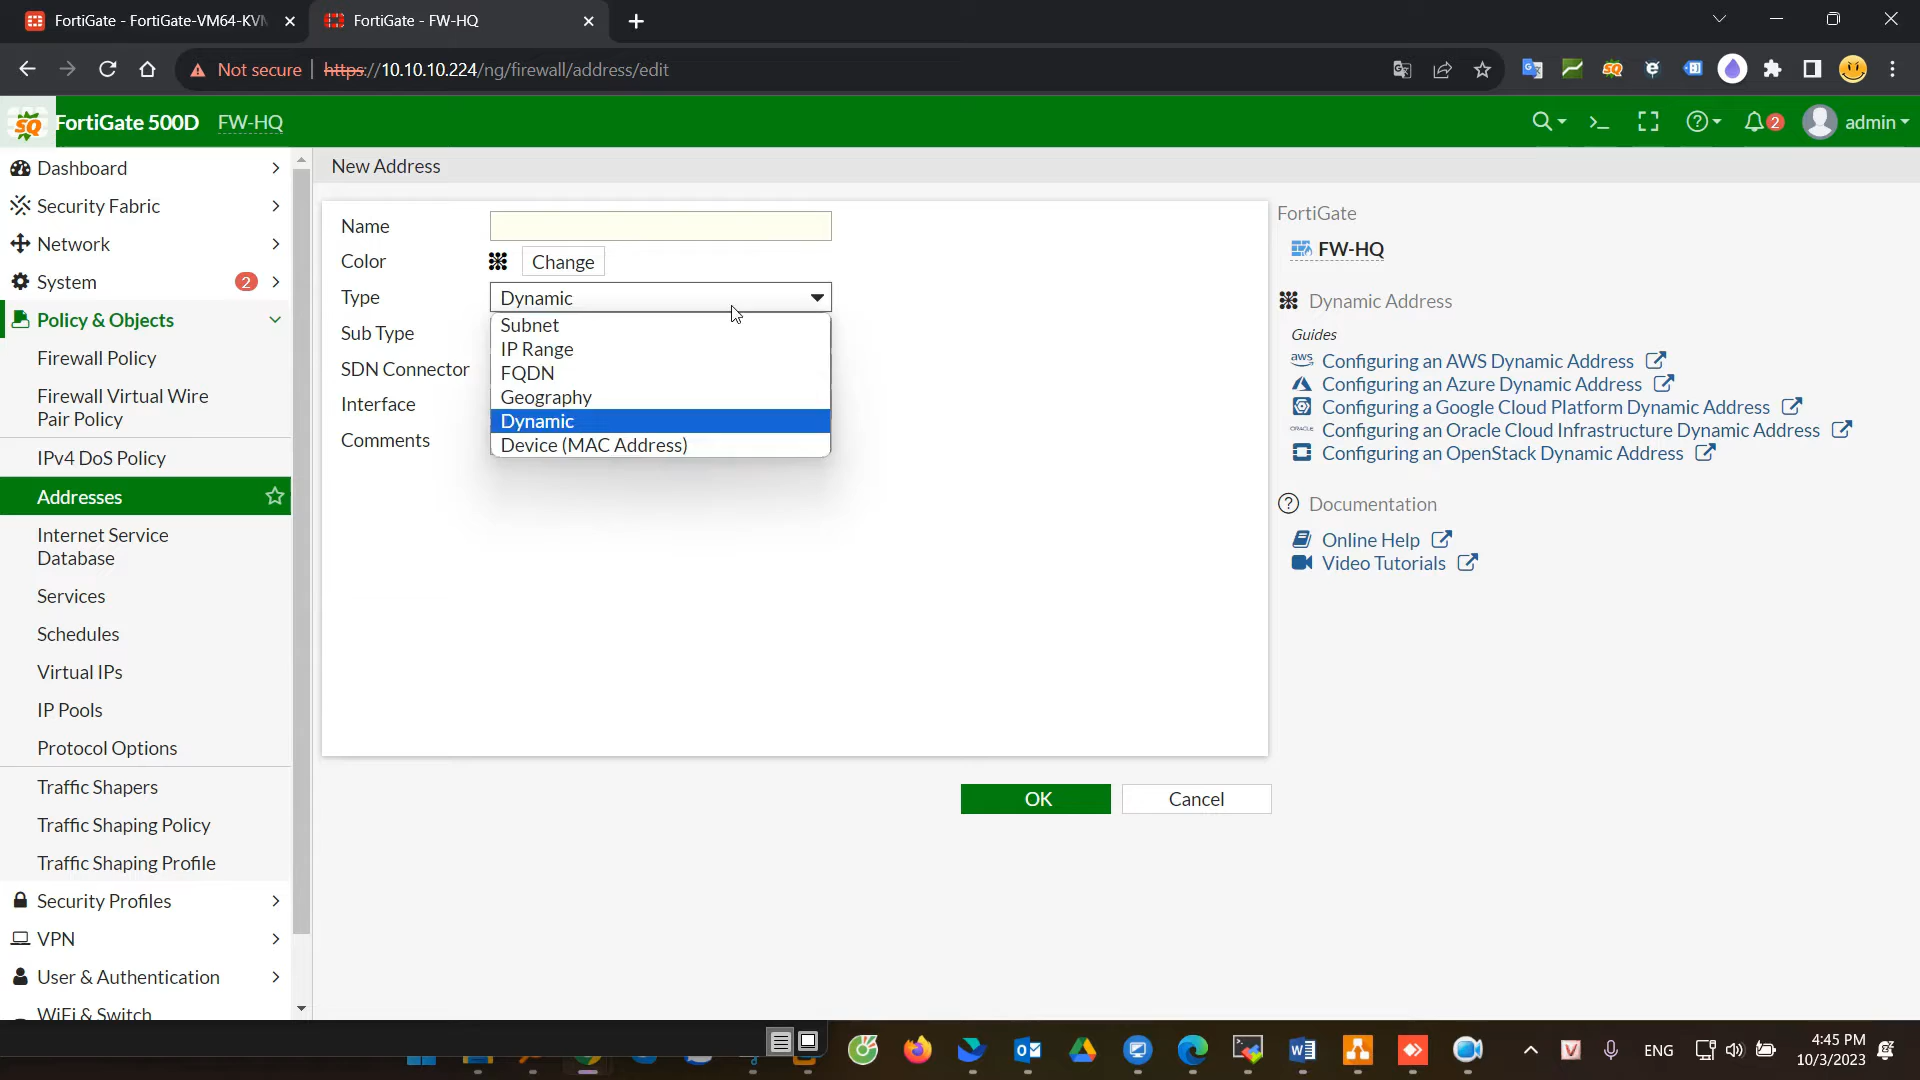 FortiGate - FortiGate-VM64-KVM
FortiGate - FW-HQ
Not secure
https://10.10.10.224/ng/firewall/address/edit
SQ
FortiGate 500D
FW-HQ
2
admin
Dashboard
Security Fabric
Network
System
2
Policy & Objects
Firewall Policy
Firewall Virtual Wire
Pair Policy
IPv4 DoS Policy
Addresses
Internet Service
Database
Services
Schedules
Virtual IPs
IP Pools
Protocol Options
Traffic Shapers
Traffic Shaping Policy
Traffic Shaping Profile
Security Profiles
VPN
User & Authentication
WiFi & Switch
New Address
Name
Color
Change
Type
Dynamic
Sub Type
SDN Connector
Interface
Comments
Subnet
IP Range
FQDN
Geography
Dynamic
Device (MAC Address)
OK
Cancel
FortiGate
FW-HQ
Dynamic Address
Guides
aws Configuring an AWS Dynamic Address
Configuring an Azure Dynamic Address
Configuring a Google Cloud Platform Dynamic Address
ORACLE Configuring an Oracle Cloud Infrastructure Dynamic Address
Configuring an OpenStack Dynamic Address
Documentation
Online Help
Video Tutorials
ENG
4:45 PM
10/3/2023